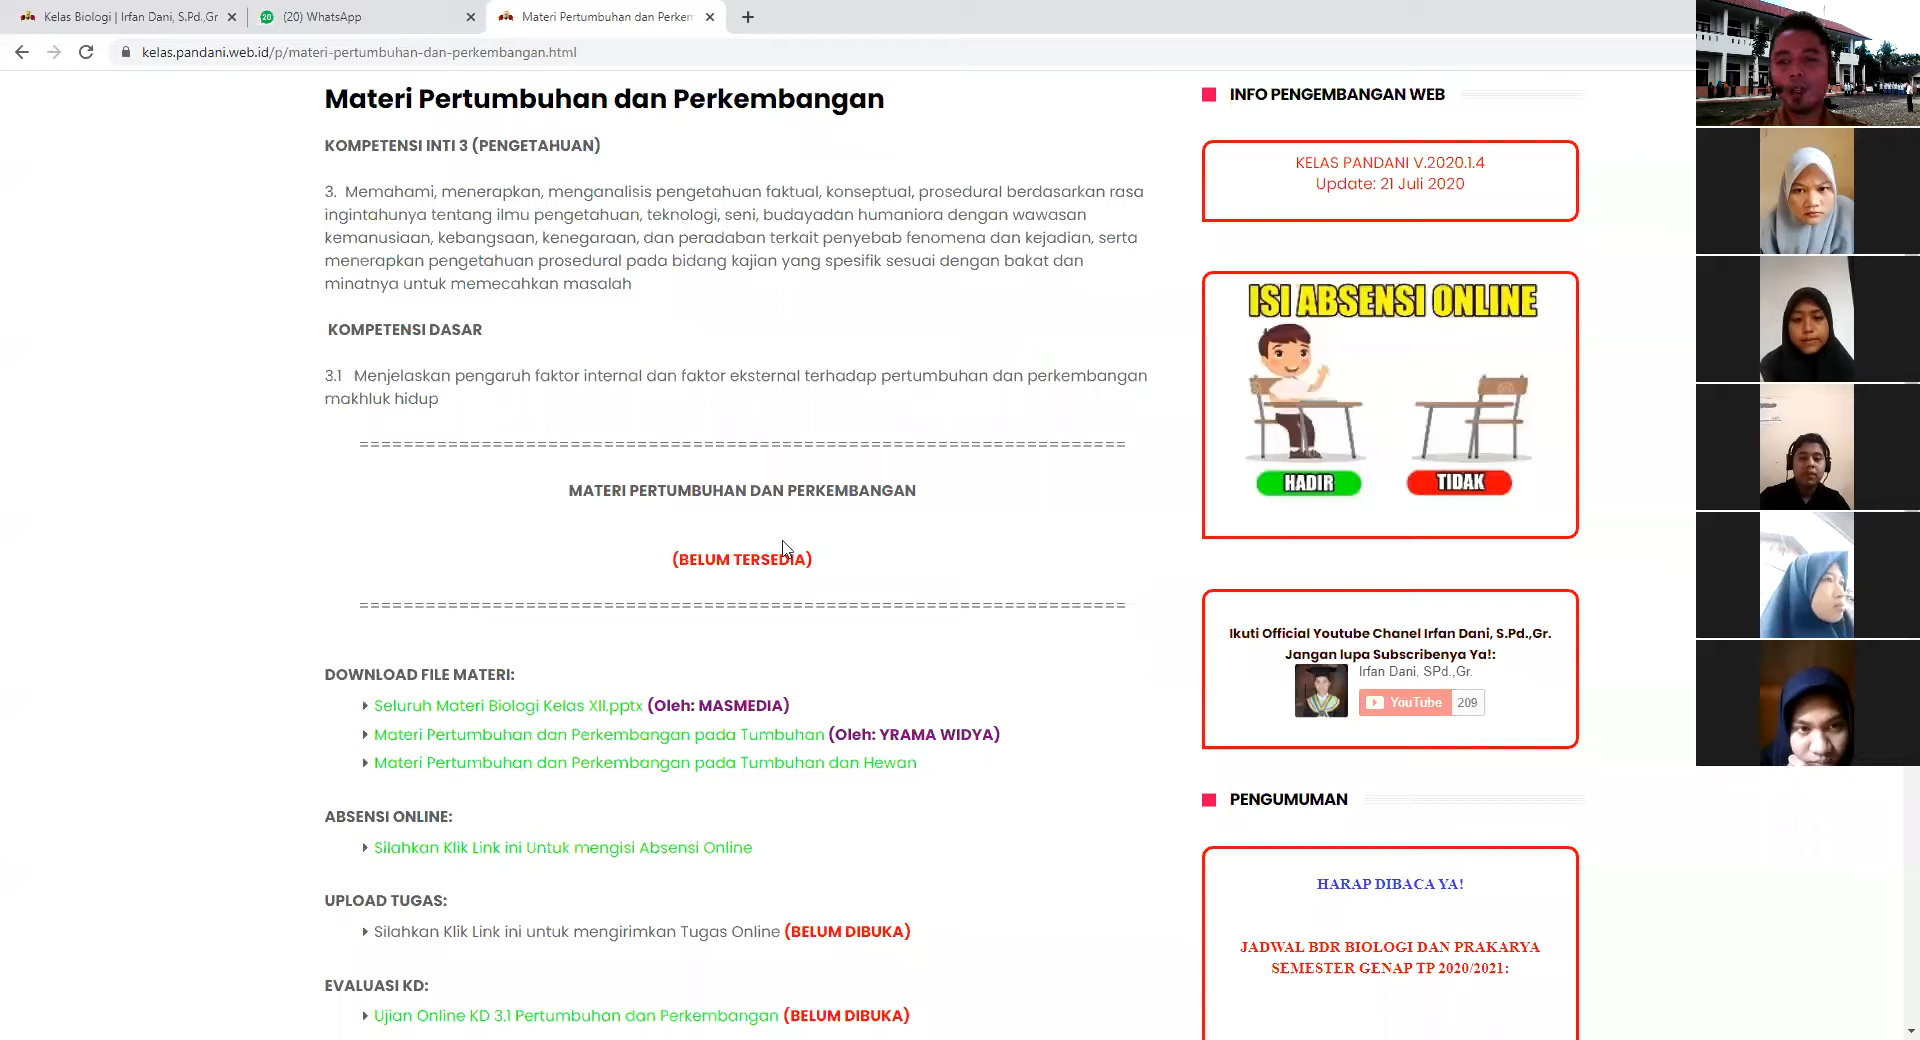 Kelas Biologi | Irfan Dani, S.Pd.,Gr
(20) WhatsApp
Materi Pertumbuhan dan Perkem
kelas.pandani.web.id/p/materi-pertumbuhan-dan-perkembangan.html
Materi Pertumbuhan dan Perkembangan
KOMPETENSI INTI 3 (PENGETAHUAN)
3. Memahami, menerapkan, menganalisis pengetahuan faktual, konseptual, prosedural berdasarkan rasa
ingintahunya tentang ilmu pengetahuan, teknologi, seni, budayadan humaniora dengan wawasan
kemanusiaan, kebangsaan, kenegaraan, dan peradaban terkait penyebab fenomena dan kejadian, serta
menerapkan pengetahuan prosedural pada bidang kajian yang spesifik sesuai dengan bakat dan
minatnya untuk memecahkan masalah
KOMPETENSI DASAR
3.1 Menjelaskan pengaruh faktor internal dan faktor eksternal terhadap pertumbuhan dan perkembangan
makhluk hidup
=====================================================================
MATERI PERTUMBUHAN DAN PERKEMBANGAN
(BELUM TERSEDIA)
=====================================================================
DOWNLOAD FILE MATERI:
Seluruh Materi Biologi Kelas XII.pptx (Oleh: MASMEDIA)
Materi Pertumbuhan dan Perkembangan pada Tumbuhan (Oleh: YRAMA WIDYA)
Materi Pertumbuhan dan Perkembangan pada Tumbuhan dan Hewan
ABSENSI ONLINE:
Silahkan Klik Link ini Untuk mengisi Absensi Online
UPLOAD TUGAS:
Silahkan Klik Link ini untuk mengirimkan Tugas Online (BELUM DIBUKA)
EVALUASI KD:
Ujian Online KD 3.1 Pertumbuhan dan Perkembangan (BELUM DIBUKA)
INFO PENGEMBANGAN WEB
KELAS PANDANI V.2020.1.4
Update: 21 Juli 2020
ISI ABSENSI ONLINE
HADIR
TIDAK
Ikuti Official Youtube Chanel Irfan Dani, S.Pd.,Gr.
Jangan lupa Subscribenya Ya!:
Irfan Dani, SPd.,Gr.
YouTube 209
PENGUMUMAN
HARAP DIBACA YA!
JADWAL BDR BIOLOGI DAN PRAKARYA
SEMESTER GENAP TP 2020/2021: